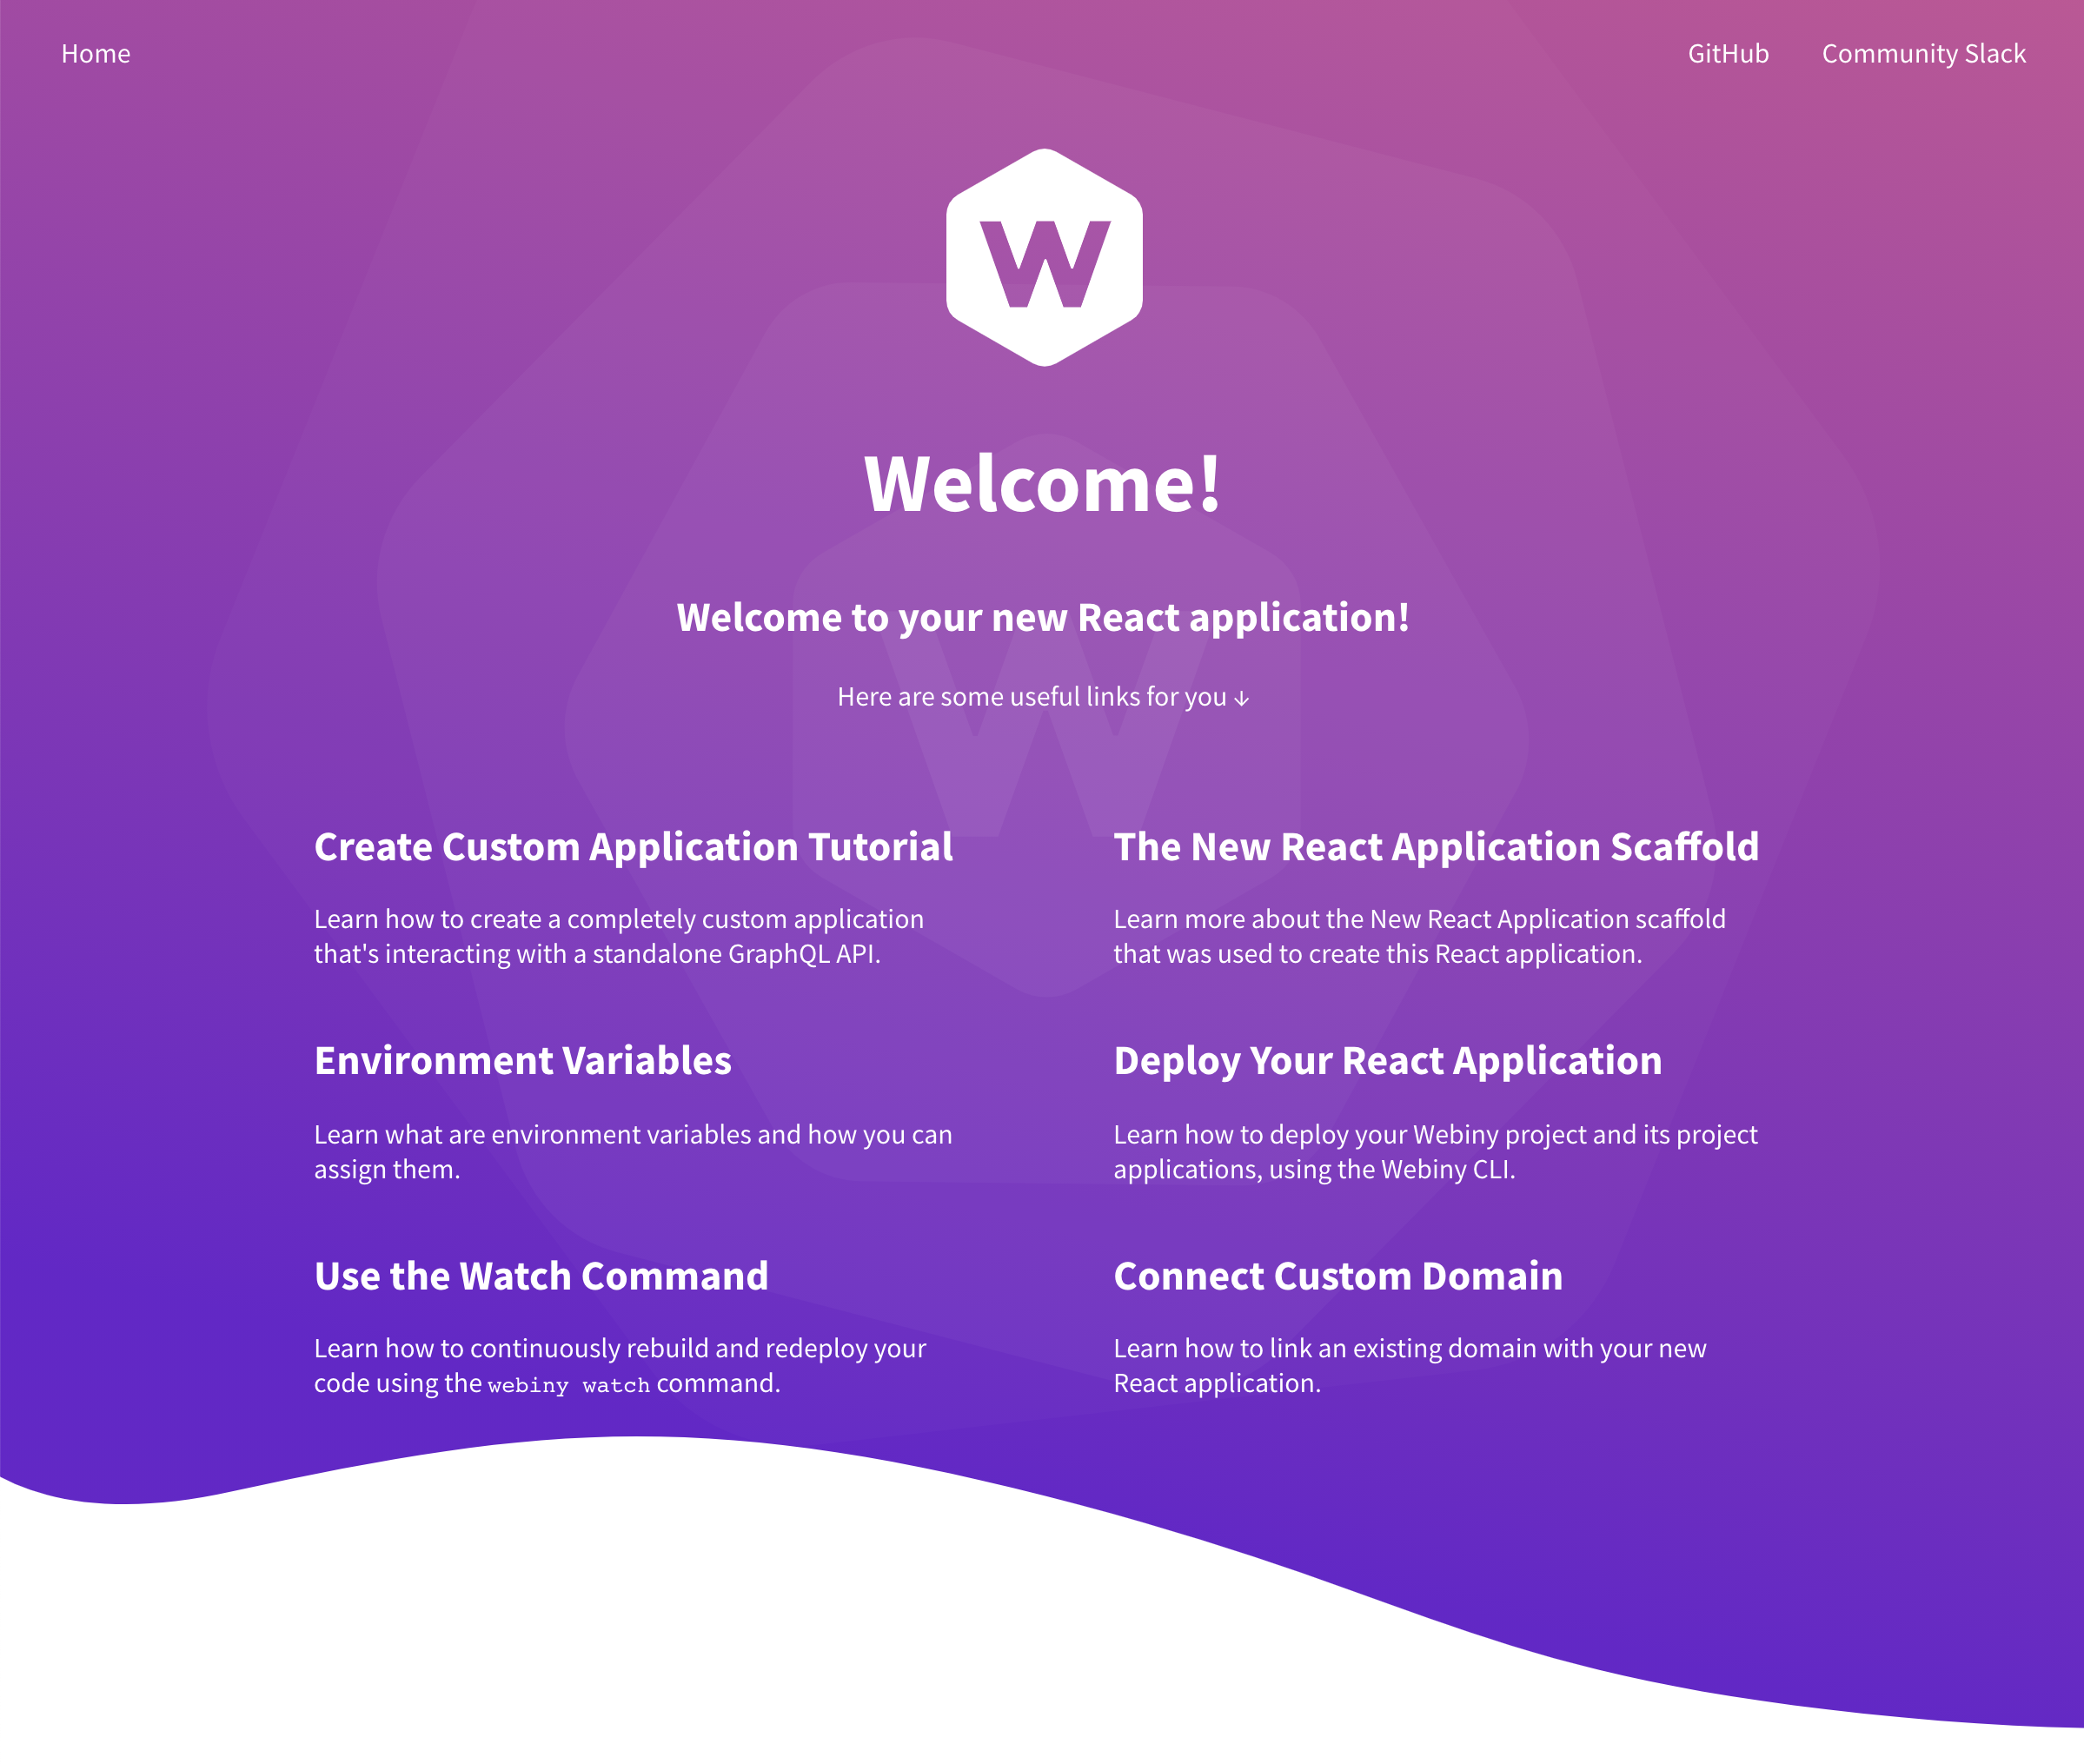 Home
GitHub
Community Slack
W
Welcome!
Welcome to your new React application!
Here are some useful links for you ↓
W
Create Custom Application Tutorial
Learn how to create a completely custom application
that's interacting with a standalone GraphQL API.
The New React Application Scaffold
Learn more about the New React Application scaffold
that was used to create this React application.
Environment Variables
Learn what are environment variables and how you can
assign them.
Deploy Your React Application
Learn how to deploy your Webiny project and its project
applications, using the Webiny CLI.
Use the Watch Command
Learn how to continuously rebuild and redeploy your
code using the webiny watch command.
Connect Custom Domain
Learn how to link an existing domain with your new
React application.